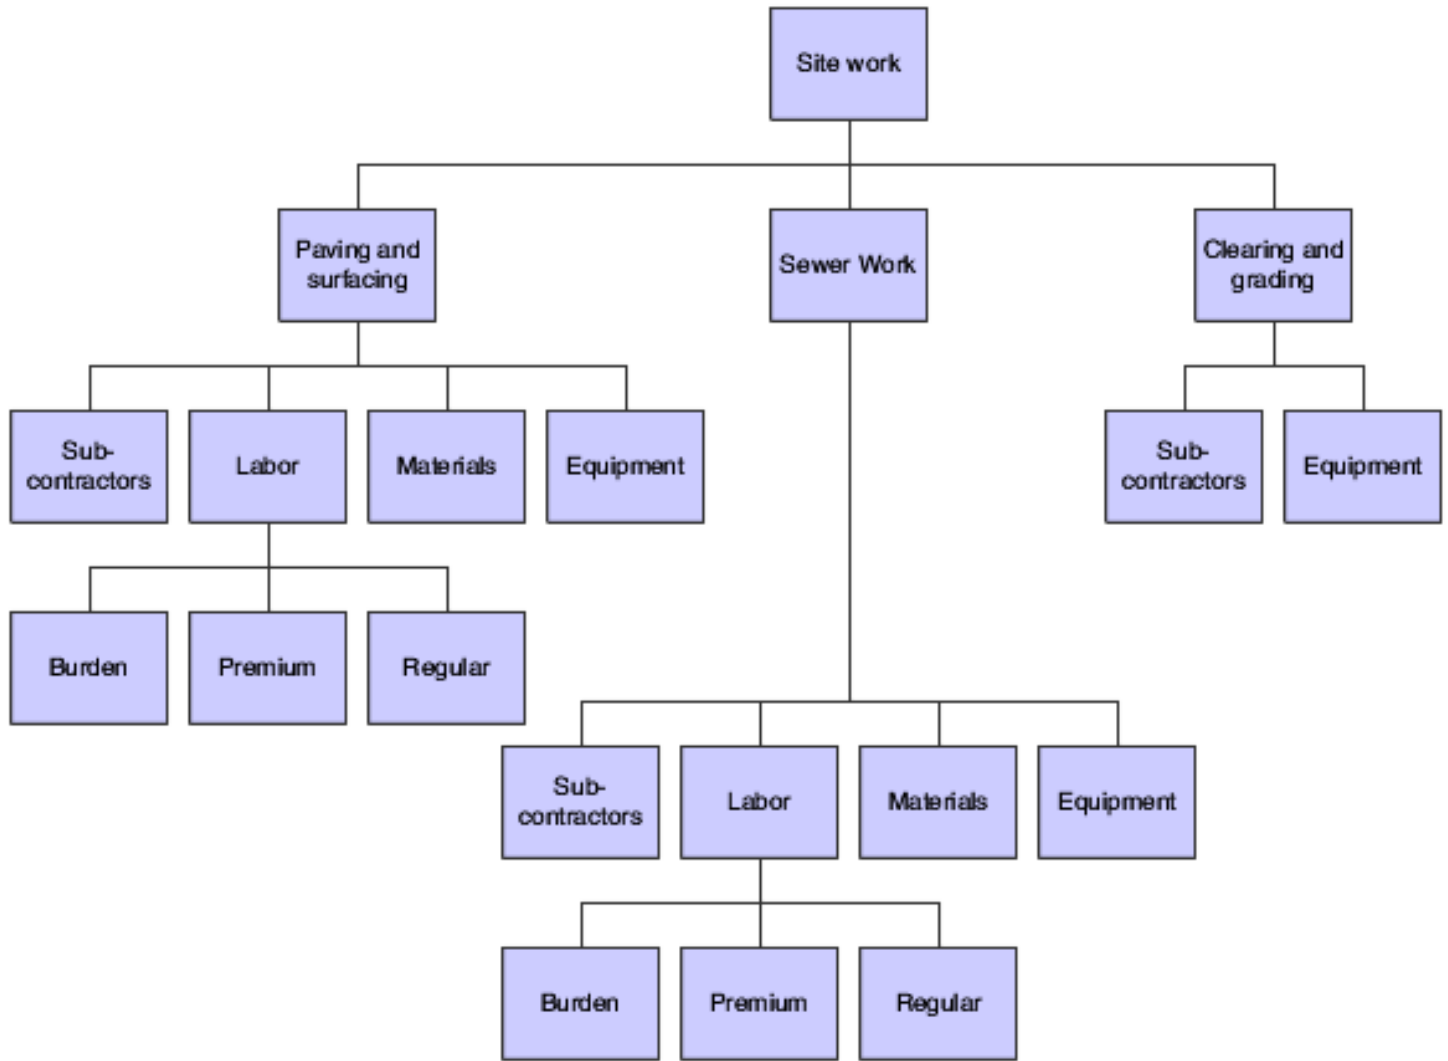 Site work
Paving and
surfacing
Sewer Work
Clearing and
grading
Sub-
contractors
Labor
Materials
Equipment
Sub-
contractors
Equipment
Burden
Premium
Regular
Sub-
contractors
Labor
Materials
Equipment
Burden
Premium
Regular